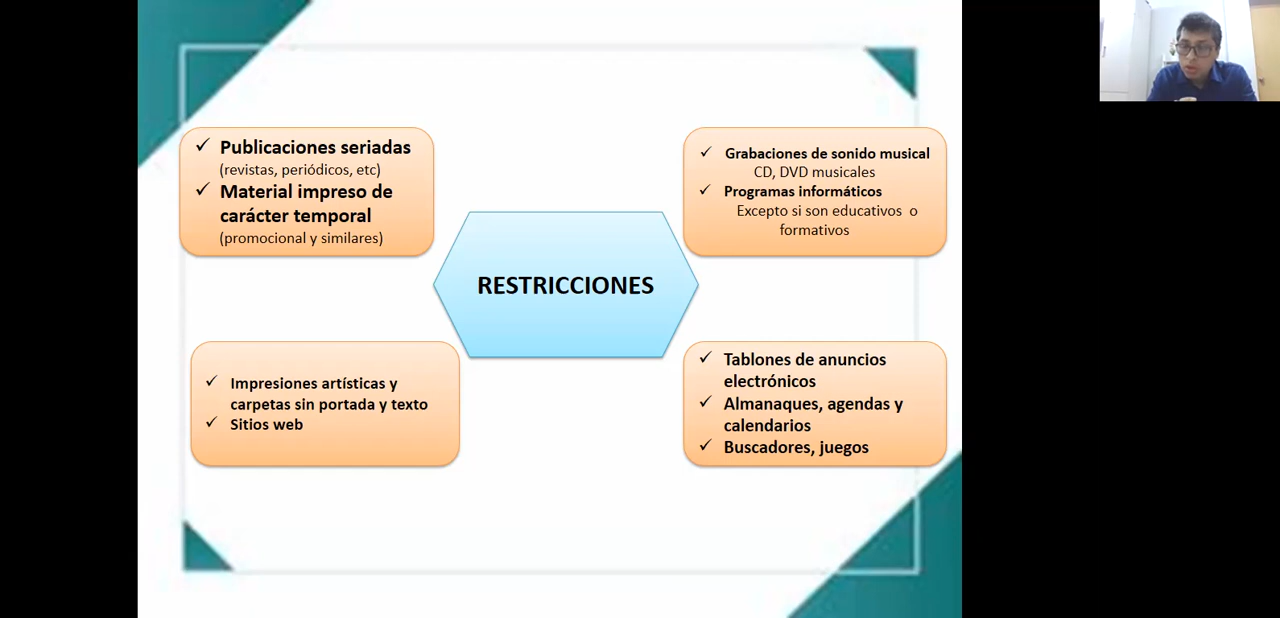 ✓ Publicaciones seriadas
(revistas, periódicos, etc)
✓ Material impreso de
carácter temporal
(promocional y similares)
✓ Grabaciones de sonido musical
CD, DVD musicales
✓ Programas informáticos
Excepto si son educativos o
formativos
RESTRICCIONES
✓ Impresiones artísticas y
carpetas sin portada y texto
✓ Sitios web
✓ Tablones de anuncios
electrónicos
✓ Almanaques, agendas y
calendarios
✓ Buscadores, juegos